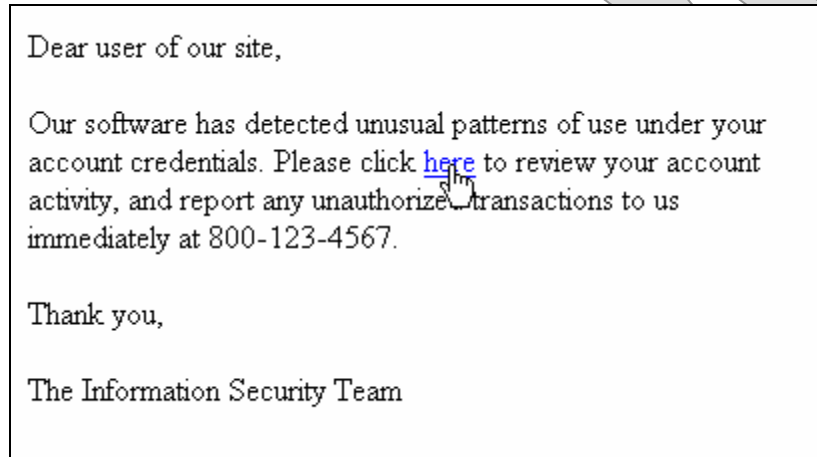 Dear user of our site,
Our software has detected unusual patterns of use under your
account credentials. Please click here to review your account
activity, and report any unauthorized transactions to us
immediately at 800-123-4567.
Thank you,
The Information Security Team